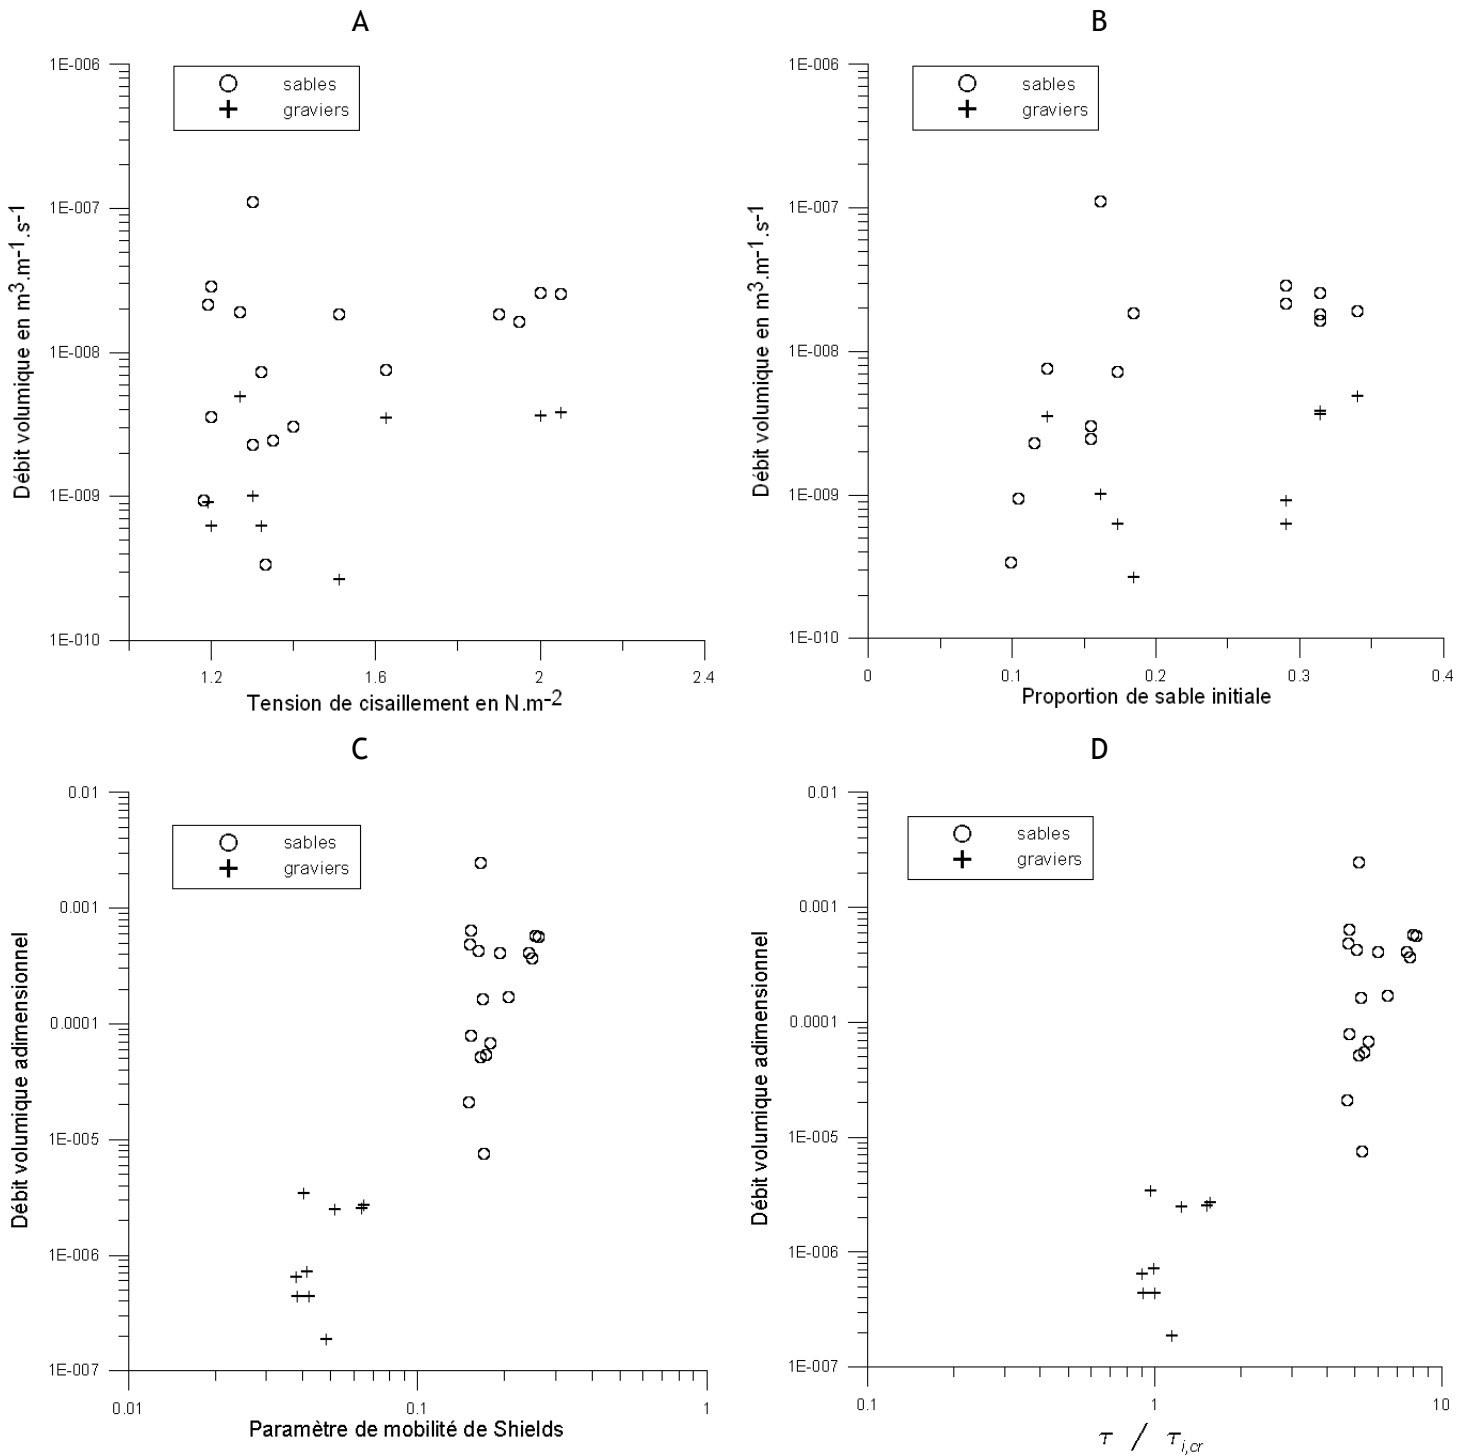 A
1E-006
sables
graviers
1E-007
1E-008
1E-009
1E-010
Débit volumique en m³.m⁻¹.s⁻¹
1.2 1.6 2 2.4
Tension de cisaillement en N.m⁻²
B
1E-006
sables
graviers
1E-007
1E-008
1E-009
1E-010
Débit volumique en m³.m⁻¹.s⁻¹
0 0.1 0.2 0.3 0.4
Proportion de sable initiale
C
0.01
sables
graviers
0.001
0.0001
1E-005
1E-006
1E-007
Débit volumique adimensionnel
0.01 0.1 1
Paramètre de mobilité de Shields
D
0.01
sables
graviers
0.001
0.0001
1E-005
1E-006
1E-007
Débit volumique adimensionnel
0.1 1 10
τ / τi,cr